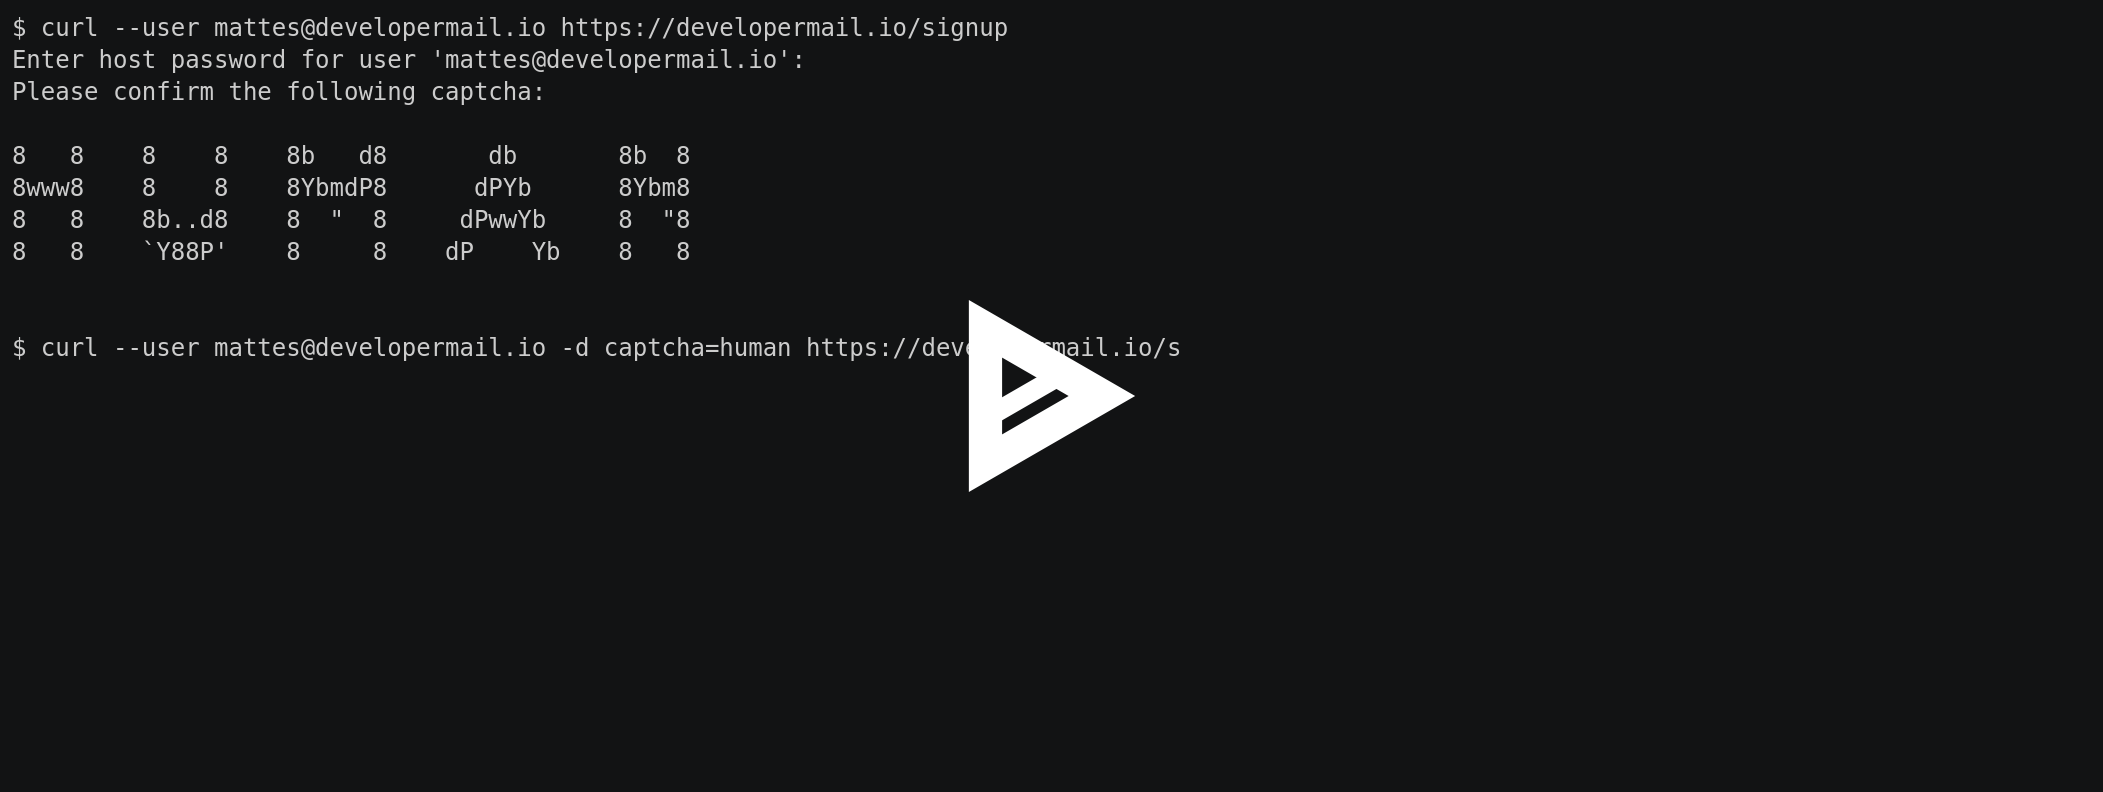 $ curl --user mattes@developermail.io https://developermail.io/signup
Enter host password for user 'mattes@developermail.io':
Please confirm the following captcha:
8   8    8    8    8b   d8       db       8b  8
8www8    8    8    8YbmdP8      dPYb      8Ybm8
8   8    8b..d8    8  "  8     dPwwYb     8  "8
8   8    `Y88P'    8     8    dP    Yb    8   8
$ curl --user mattes@developermail.io -d captcha=human https://deve mail.io/s